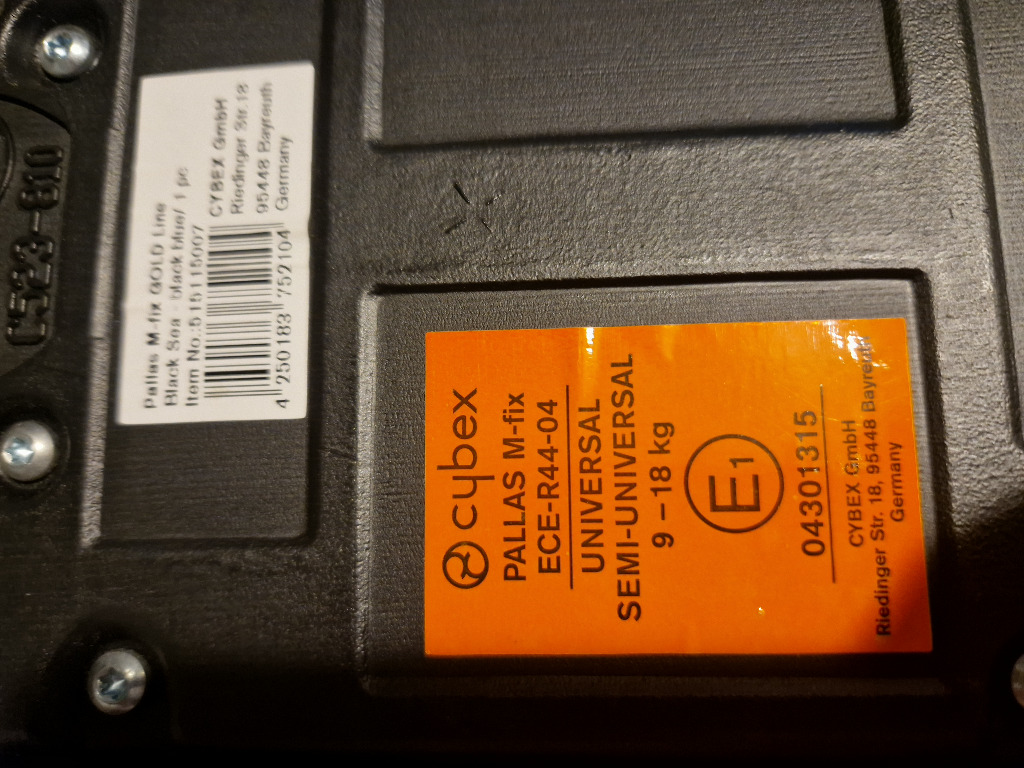 C523-810
Pallas M-fix GOLD Line
Black Sea - black blue/ 1 pc
Item No.:515115007
CYBEX GmbH
Riedinger Str.18
95448 Bayreuth
Germany
4 250183 752104
cybex
PALLAS M-fix
ECE-R44-04
UNIVERSAL
SEMI-UNIVERSAL
9 – 18 kg
E1
04301315
CYBEX GmbH
Riedinger Str. 18, 95448 Bayreuth
Germany